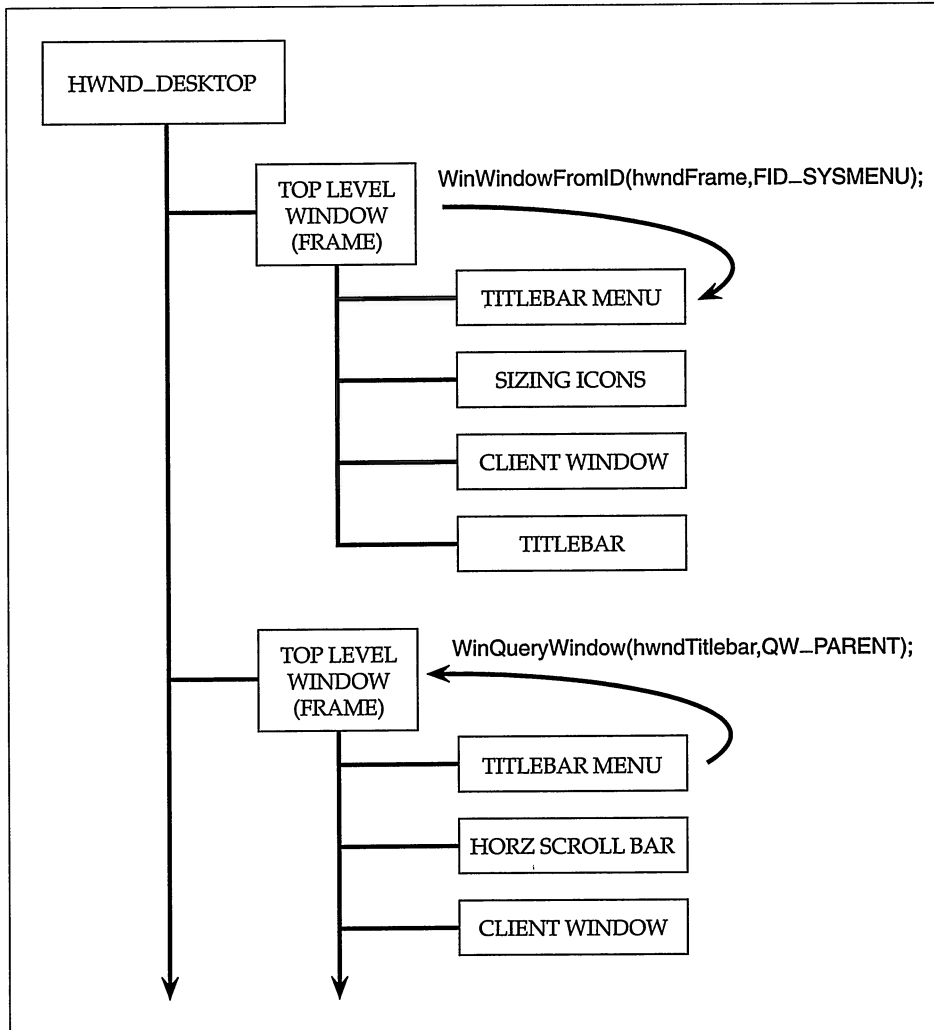 HWND_DESKTOP
TOP LEVEL
WINDOW
(FRAME)
WinWindowFromID(hwndFrame,FID_SYSMENU);
TITLEBAR MENU
SIZING ICONS
CLIENT WINDOW
TITLEBAR
TOP LEVEL
WINDOW
(FRAME)
WinQueryWindow(hwndTitlebar,QW_PARENT);
TITLEBAR MENU
HORZ SCROLL BAR
CLIENT WINDOW